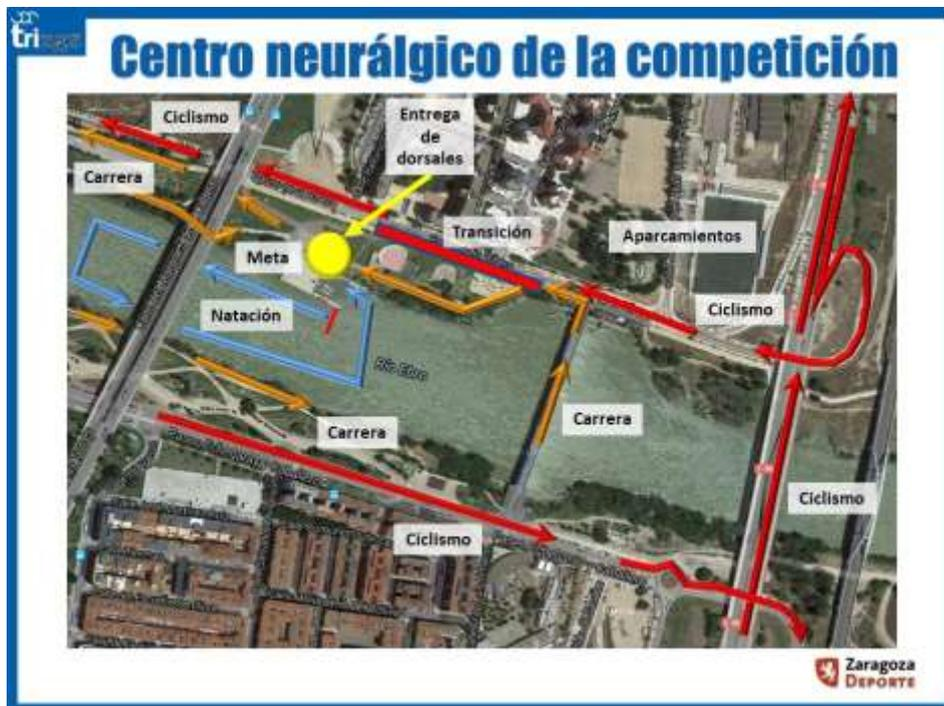 tri
Centro neurálgico de la competición
Ciclismo
Entrega
de
dorsales
Carrera
Transición
Aparcamientos
Meta
Natación
Ciclismo
Río Ebro
Carrera
Carrera
Ciclismo
Ciclismo
Zaragoza
DEPORTE